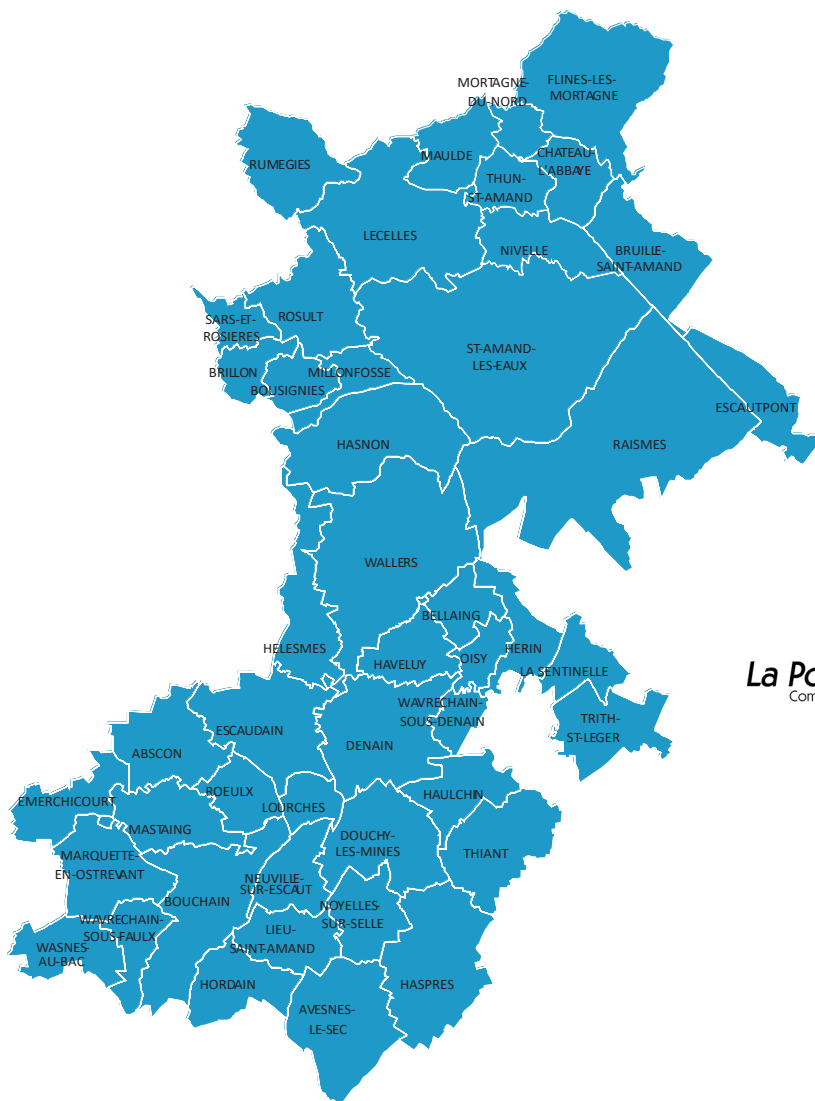 FLINES-LES-
MORTAGNE
MORTAGNE-
DU-NORD
MAULDE
CHATEAU-
L'ABBAYE
RUMEGIES
THUN-
ST-AMAND
LECELLES
NIVELLE
BRUILLE-
SAINT-AMAND
SARS-ET-
ROSIERES
ROSULT
ST-AMAND-
LES-EAUX
BRILLON
BOUSIGNIES
MILLONFOSSE
ESCAUTPONT
HASNON
RAISMES
WALLERS
BELLAING
HELESMES
HAVELUY
OISY
HERIN
LA SENTINELLE
La Po
Com
WAVRECHAIN-
SOUS-DENAIN
TRITH-
ST-LEGER
ESCAUDAIN
DENAIN
ABSCON
ROEULX
LOURCHES
HAULCHIN
EMERCHICOURT
MASTAING
DOUCHY-
LES-MINES
THIANT
MARQUETTE-
EN-OSTREVANT
BOUCHAIN
NEUVILLE-
SUR-ESCAUT
NOYELLES-
SUR-SELLE
WAVRECHAIN-
SOUS-FAULX
WASNES-
AU-BAC
LIEU-
SAINT-AMAND
HORDAIN
HASPRES
AVESNES-
LE-SEC